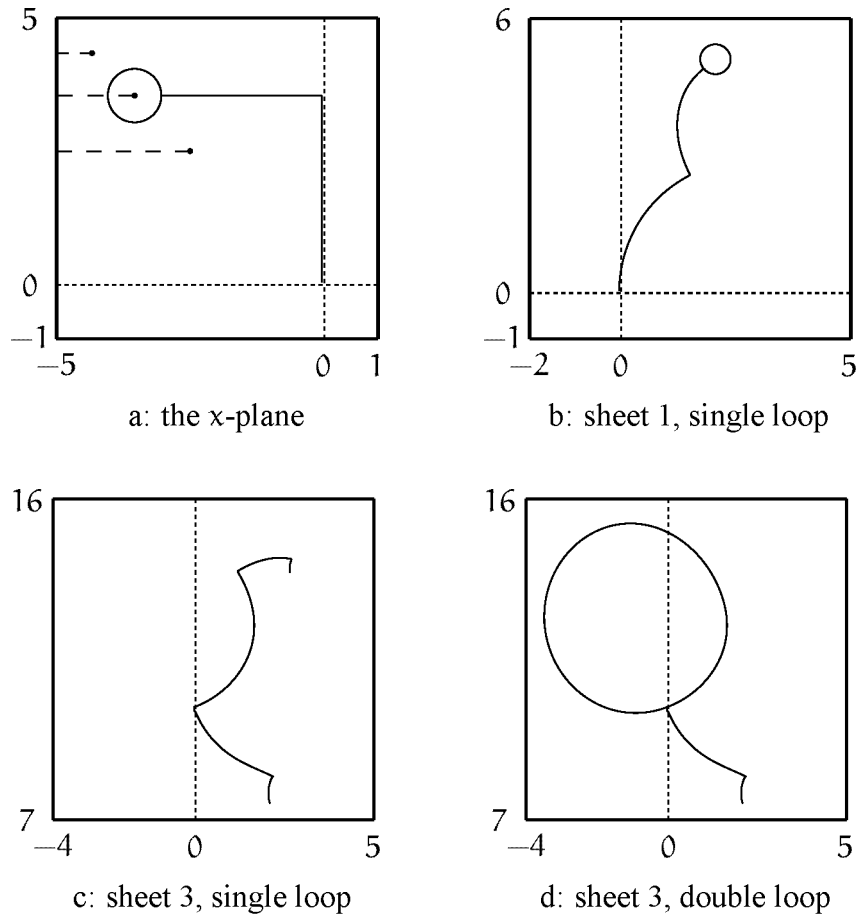 5
0
−1
−5 0 1
a: the x-plane
6
0
−1
−2 0 5
b: sheet 1, single loop
16
7
−4 0 5
c: sheet 3, single loop
16
7
−4 0 5
d: sheet 3, double loop